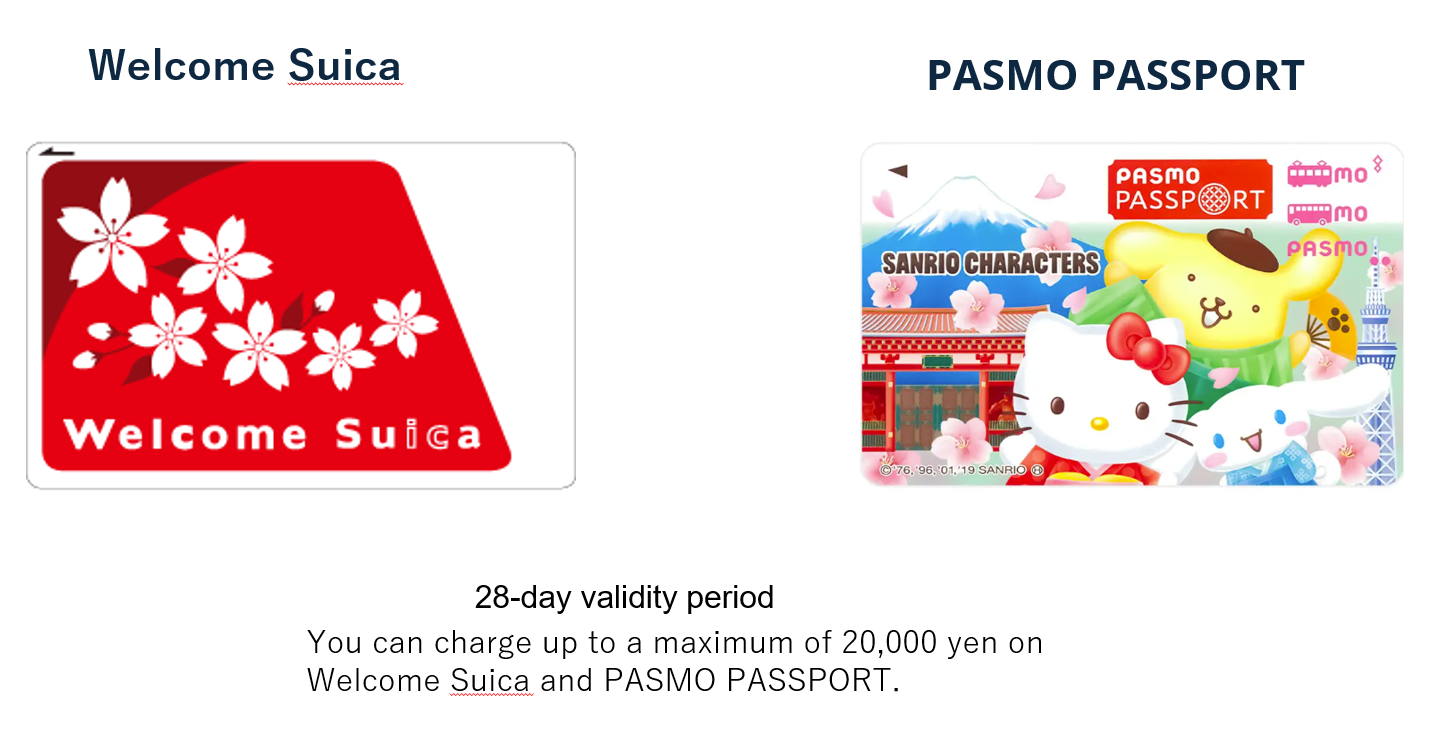 Welcome Suica
PASMO PASSPORT
Welcome Suica
PASMO
PASSPORT
mo
mo
PASMO
SANRIO CHARACTERS
©'76,'96,'01,'19 SANRIO Ⓗ
28-day validity period
You can charge up to a maximum of 20,000 yen on
Welcome Suica and PASMO PASSPORT.